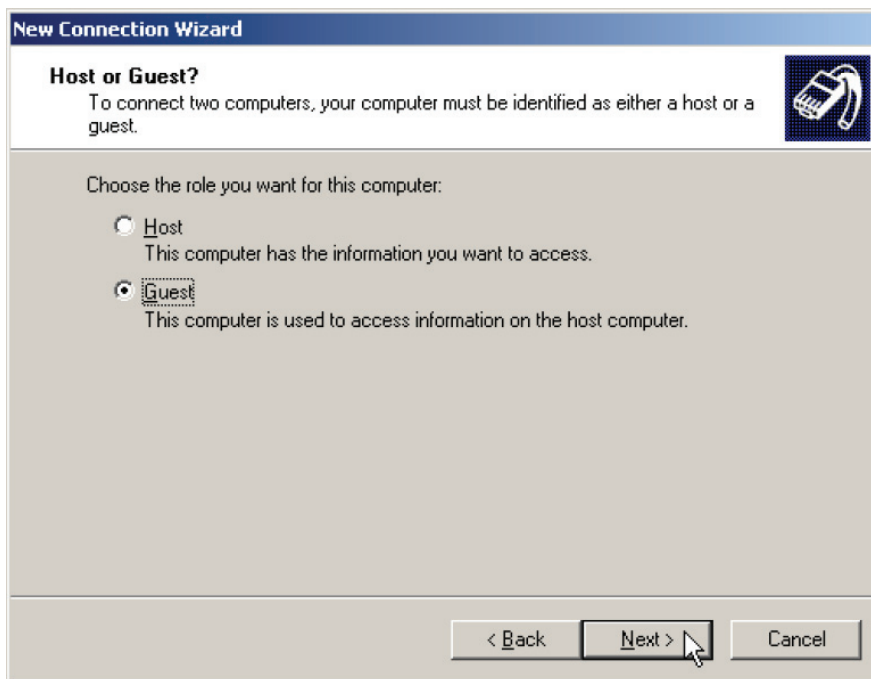 New Connection Wizard
Host or Guest?
To connect two computers, your computer must be identified as either a host or a
guest.
Choose the role you want for this computer:
Host
This computer has the information you want to access.
Guest
This computer is used to access information on the host computer.
< Back Next > Cancel